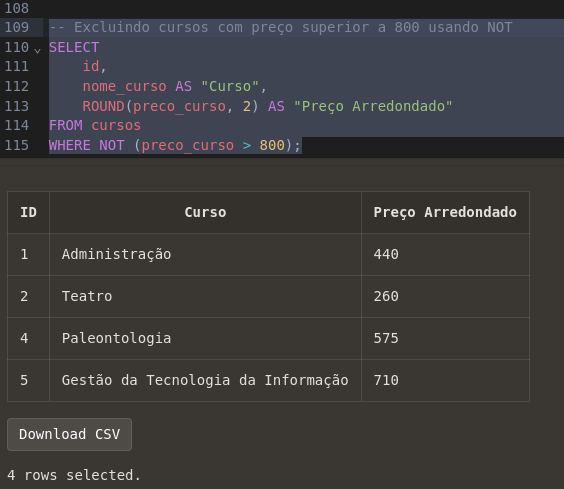 108
109 -- Excluindo cursos com preço superior a 800 usando NOT
110 SELECT
111 id,
112 nome_curso AS "Curso",
113 ROUND(preco_curso, 2) AS "Preço Arredondado"
114 FROM cursos
115 WHERE NOT (preco_curso > 800);
ID Curso Preço Arredondado
1 Administração 440
2 Teatro 260
4 Paleontologia 575
5 Gestão da Tecnologia da Informação 710
Download CSV
4 rows selected.